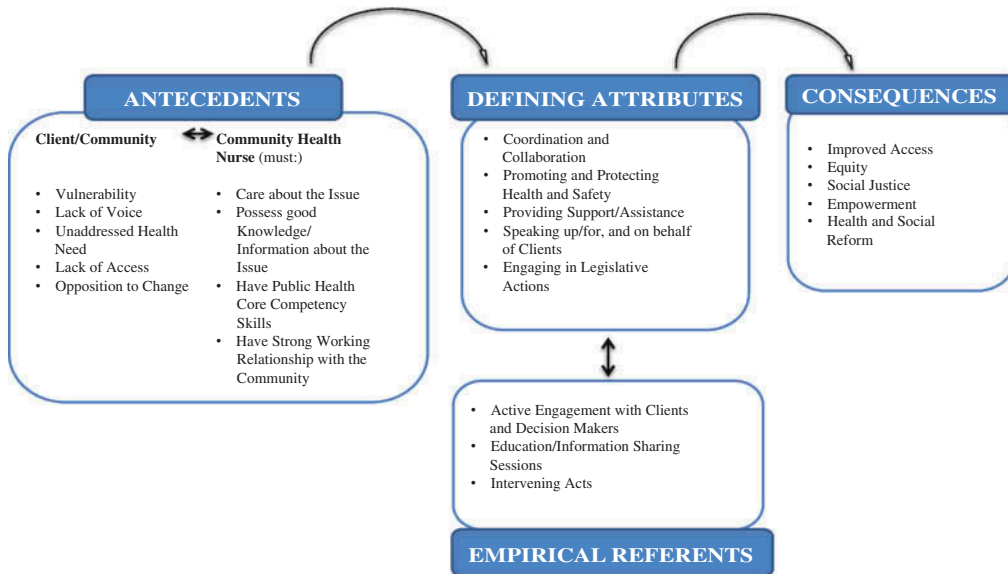 ANTECEDENTS
Client/Community
• Vulnerability
• Lack of Voice
• Unaddressed Health
Need
• Lack of Access
• Opposition to Change
Community Health
Nurse (must:)
• Care about the Issue
• Possess good
Knowledge/
Information about the
Issue
• Have Public Health
Core Competency
Skills
• Have Strong Working
Relationship with the
Community
DEFINING ATTRIBUTES
• Coordination and
Collaboration
• Promoting and Protecting
Health and Safety
• Providing Support/Assistance
• Speaking up/for, and on behalf
of Clients
• Engaging in Legislative
Actions
CONSEQUENCES
• Improved Access
• Equity
• Social Justice
• Empowerment
• Health and Social
Reform
• Active Engagement with Clients
and Decision Makers
• Education/Information Sharing
Sessions
• Intervening Acts
EMPIRICAL REFERENTS